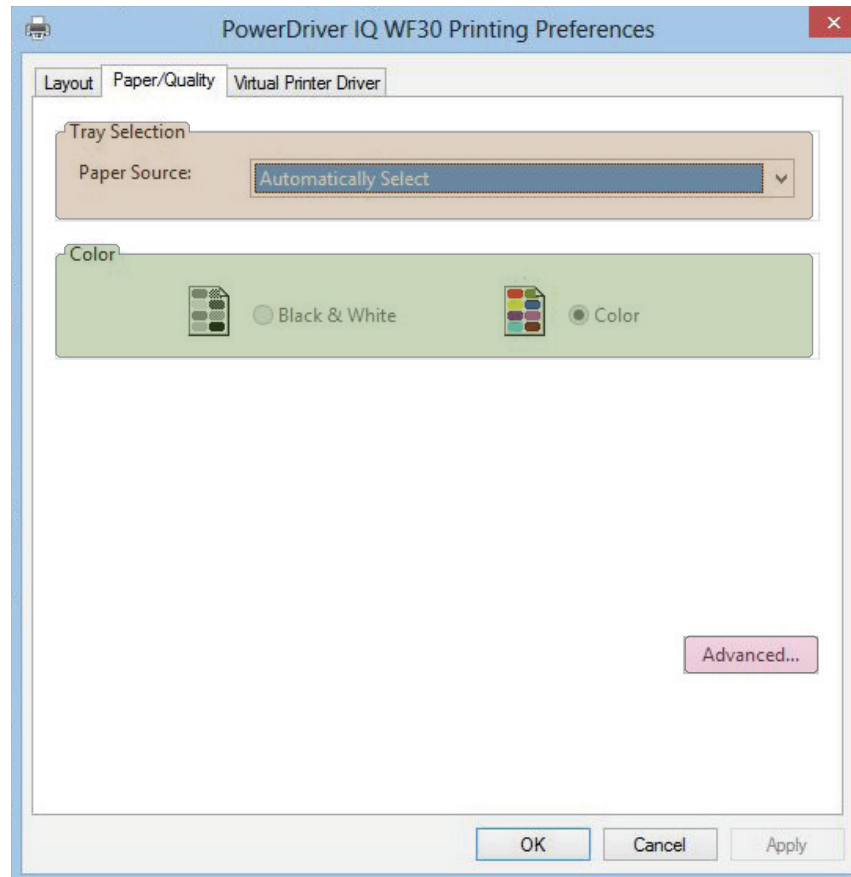 PowerDriver IQ WF30 Printing Preferences
Layout Paper/Quality Virtual Printer Driver
Tray Selection
Paper Source: Automatically Select
Color
Black & White Color
Advanced...
OK Cancel Apply